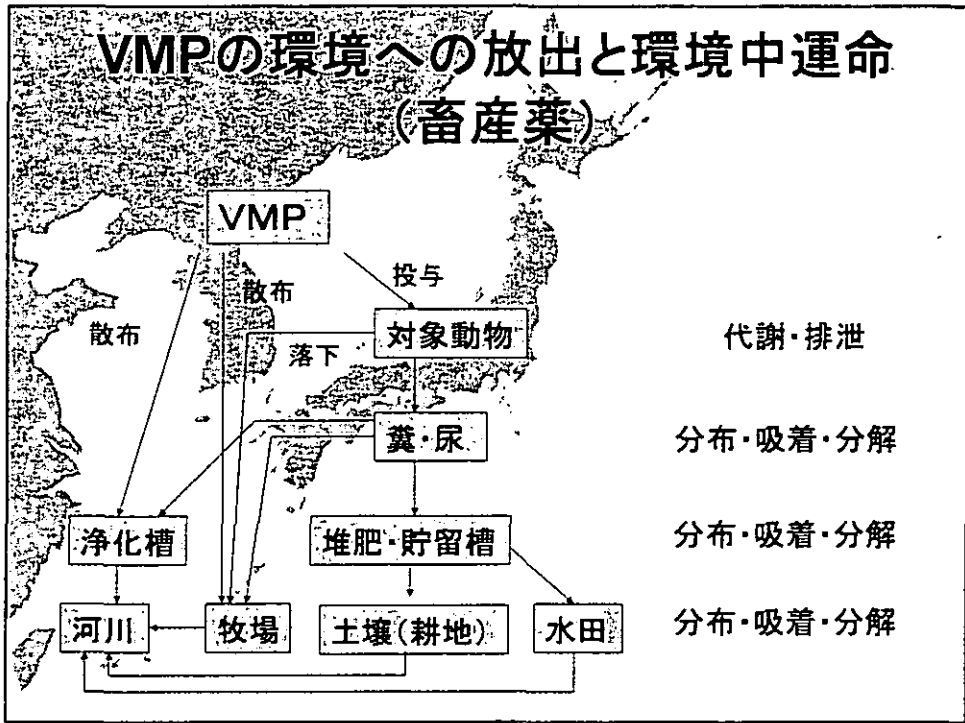 VMPの環境への放出と環境中運命
(畜産薬)
VMP
投与
散布
散布
対象動物
代謝・排泄
落下
糞・尿
分布・吸着・分解
浄化槽
堆肥・貯留槽
分布・吸着・分解
河川
牧場
土壌(耕地)
水田
分布・吸着・分解